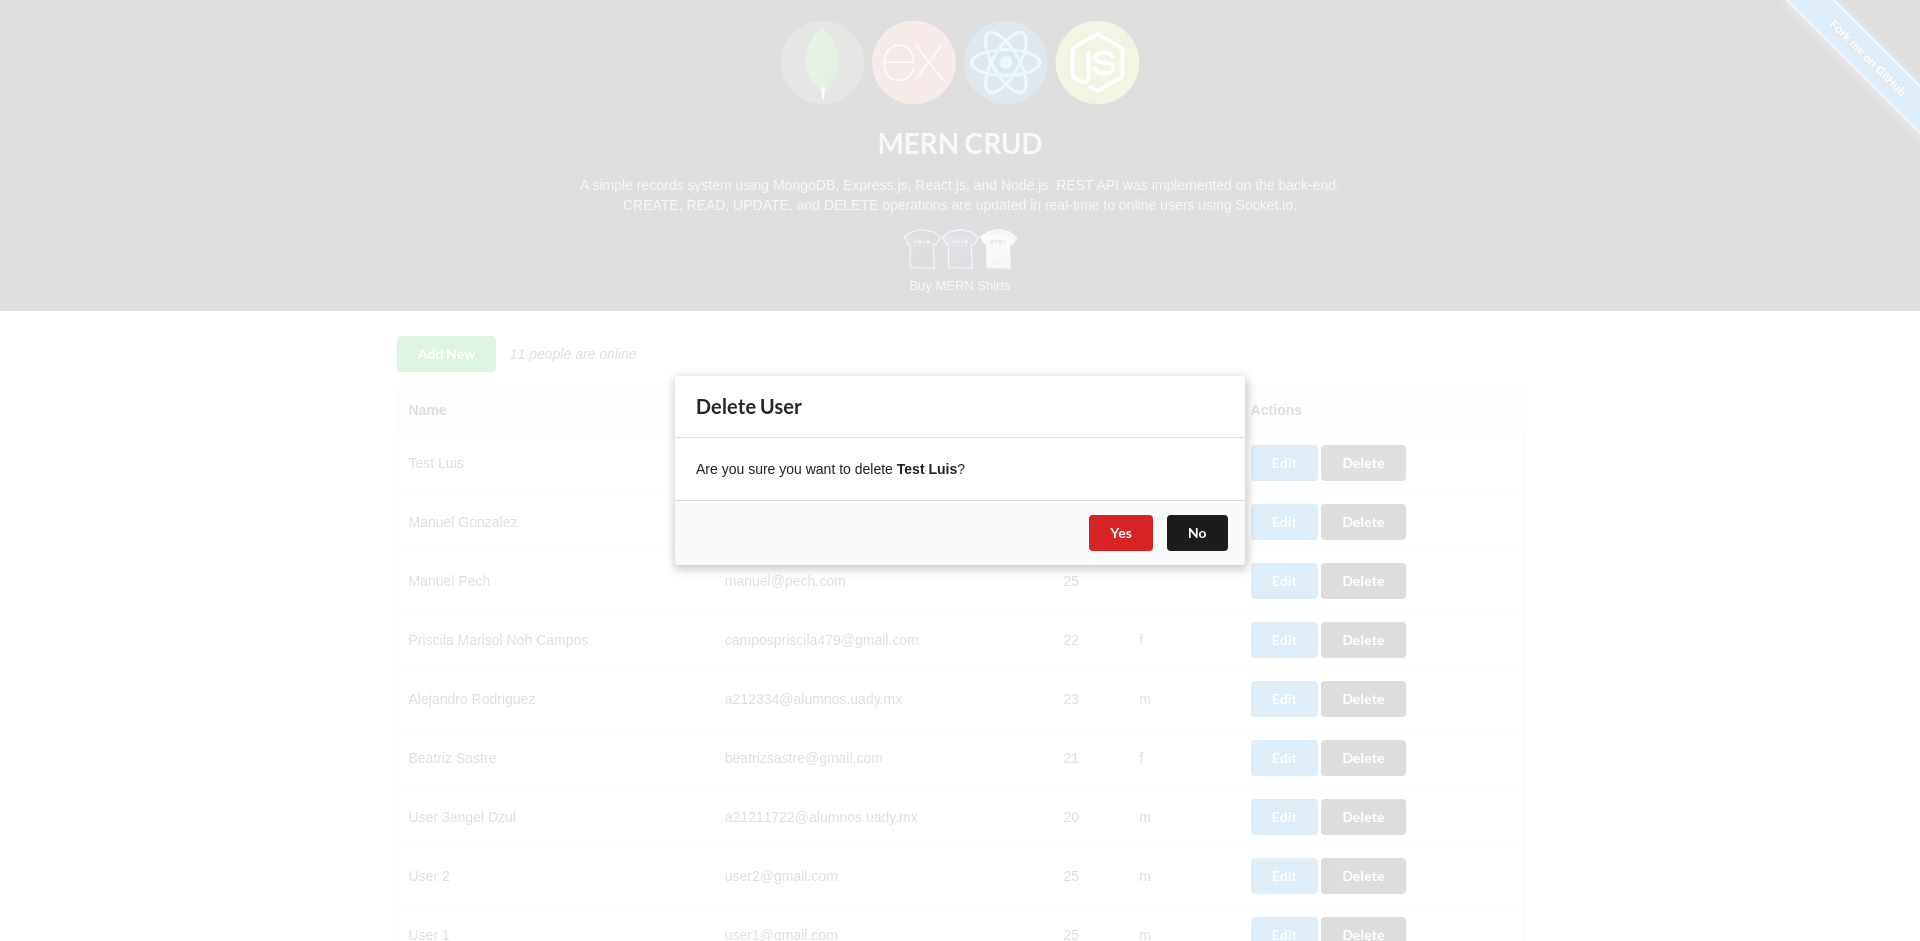 Fork me on GitHub
ex
JS
MERN CRUD
A simple records system using MongoDB, Express.js, React.js, and Node.js. REST API was implemented on the back-end.
CREATE, READ, UPDATE, and DELETE operations are updated in real-time to online users using Socket.io.
Buy MERN Shirts
Add New 11 people are online
Name Actions
Test Luis Edit Delete
Manuel Gonzalez Edit Delete
Delete User
Are you sure you want to delete Test Luis?
Yes No
Manuel Pech manuel@pech.com 25 Edit Delete
Priscila Marisol Noh Campos campospriscila479@gmail.com 22 f Edit Delete
Alejandro Rodriguez a212334@alumnos.uady.mx 23 m Edit Delete
Beatriz Sastre beatrizsastre@gmail.com 21 f Edit Delete
User 3angel Dzul a21211722@alumnos.uady.mx 20 m Edit Delete
User 2 user2@gmail.com 25 m Edit Delete
User 1 user1@gmail.com 25 m Edit Delete